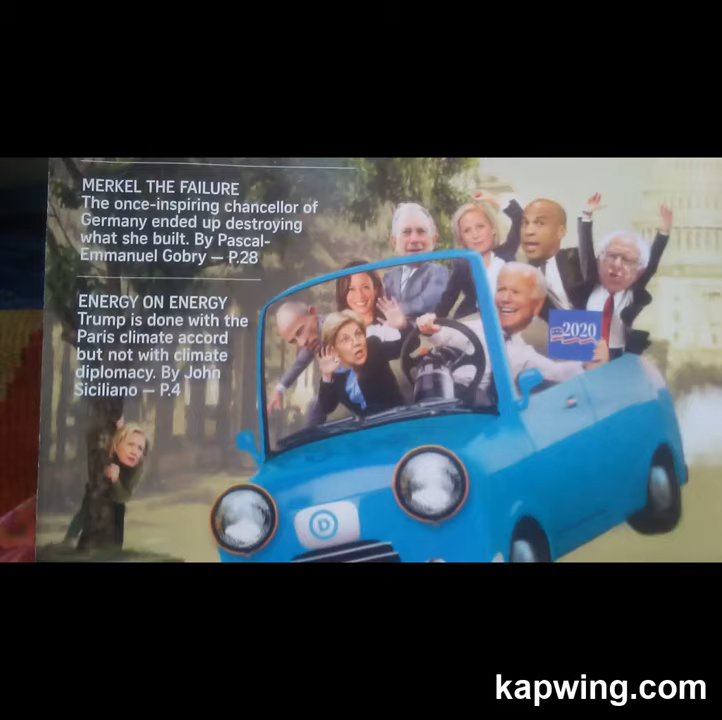 MERKEL THE FAILURE
The once-inspiring chancellor of
Germany ended up destroying
what she built. By Pascal-
Emmanuel Gobry — P.28
ENERGY ON ENERGY
Trump is done with the
Paris climate accord
but not with climate
diplomacy. By John
Siciliano — P.4
2020
D
kapwing.com